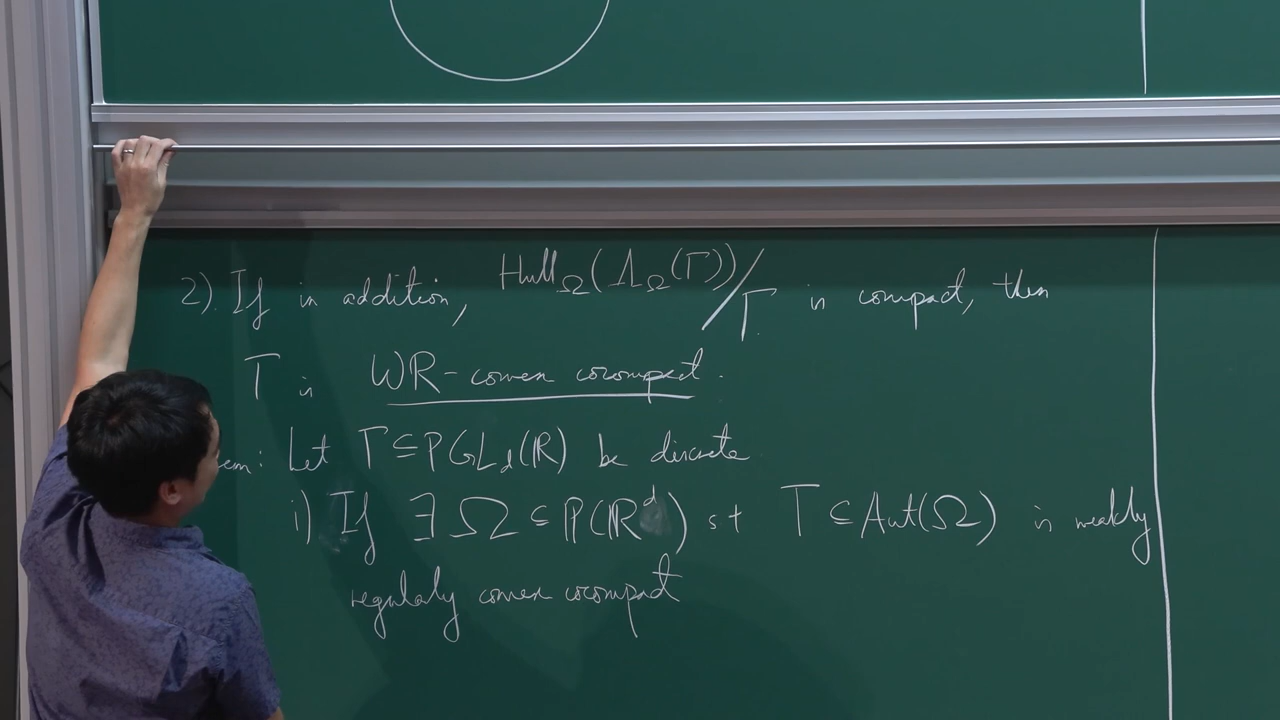 2). If in addition, Hull_Ω(Λ_Ω(Γ))/Γ is compact, then
Γ is WR-convex cocompact.
em: Let Γ ⊆ PGL_d(ℝ) be discrete
i) If ∃ Ω ⊆ ℙ(ℝ^d) st Γ ⊆ Aut(Ω) is weakly
regularly convex cocompact